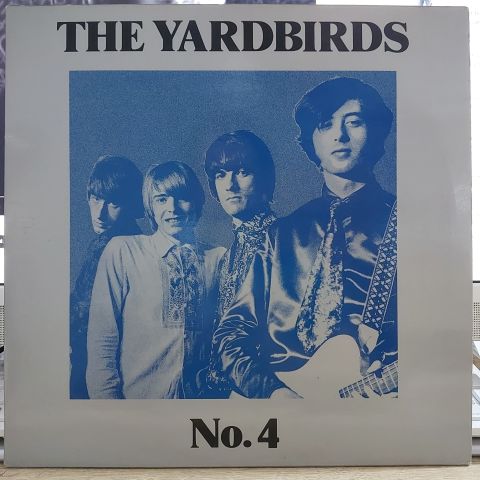 THE YARDBIRDS
No. 4